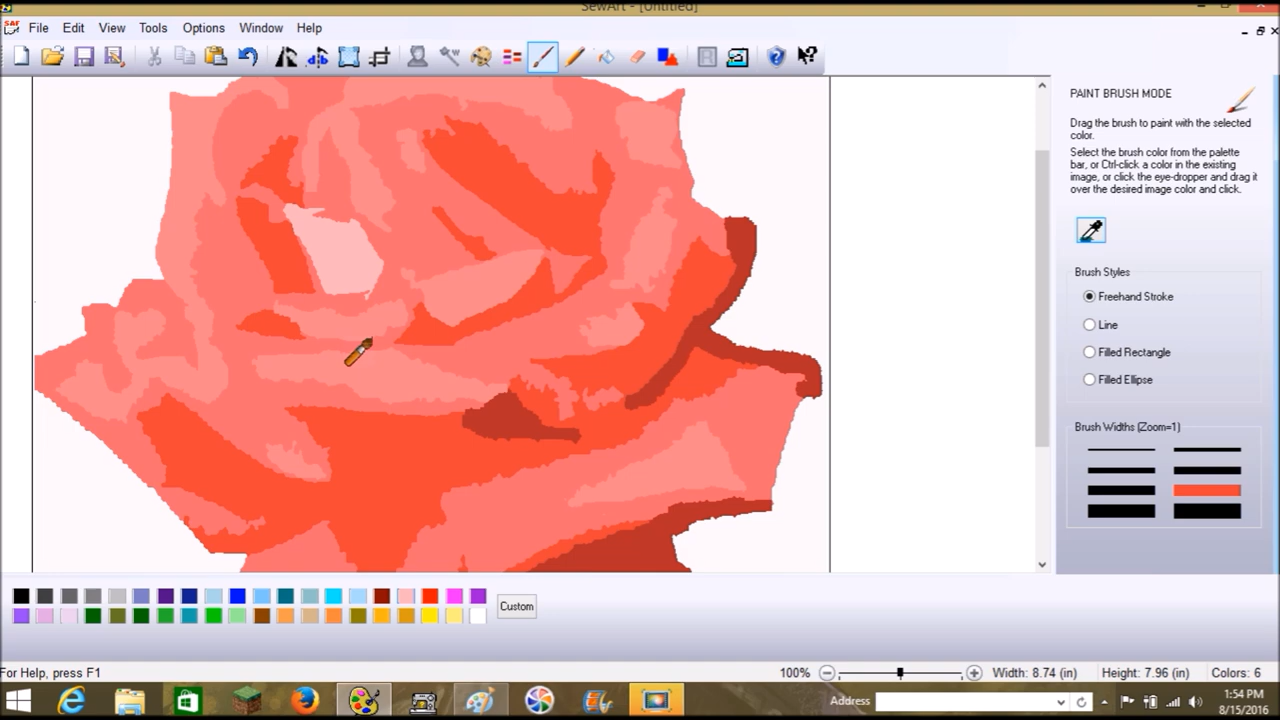 SewArt - [Untitled]
SAF
File Edit View Tools Options Window Help
PAINT BRUSH MODE
Drag the brush to paint with the selected
color.
Select the brush color from the palette
bar, or Ctrl-click a color in the existing
image, or click the eye-dropper and drag it
over the desired image color and click.
Brush Styles
Freehand Stroke
Line
Filled Rectangle
Filled Ellipse
Brush Widths (Zoom=1)
Custom
For Help, press F1
100%
Width: 8.74 (in)
Height: 7.96 (in)
Colors: 6
Address
1:54 PM
8/15/2016